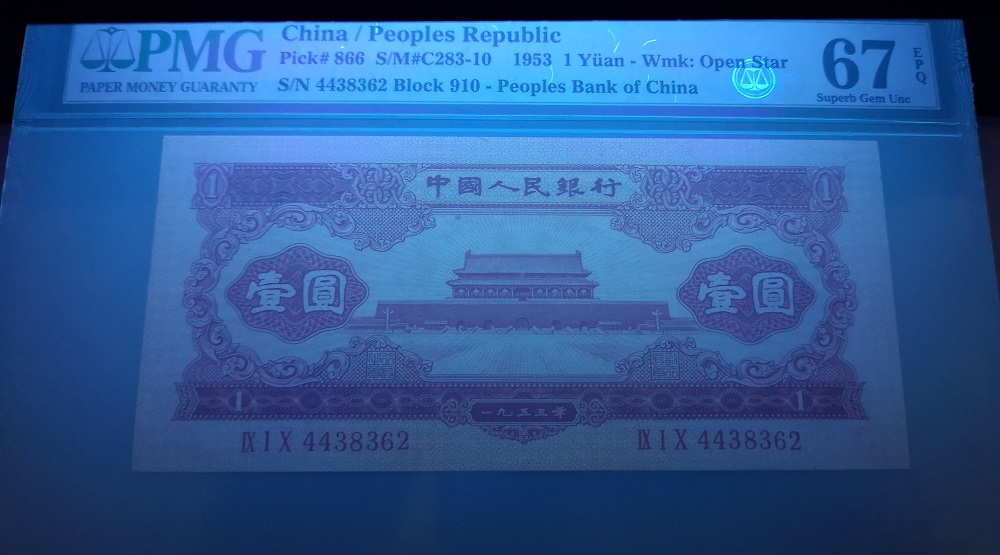 PMG
PAPER MONEY GUARANTY
China / Peoples Republic
Pick# 866 S/M#C283-10 1953 1 Yüan - Wmk: Open Star
S/N 4438362 Block 910 - Peoples Bank of China
67
EPQ
Superb Gem Unc
1 中國人民銀行 1
壹圓 壹圓
1 一九五三年 1
IX I X 4438362 IX I X 4438362